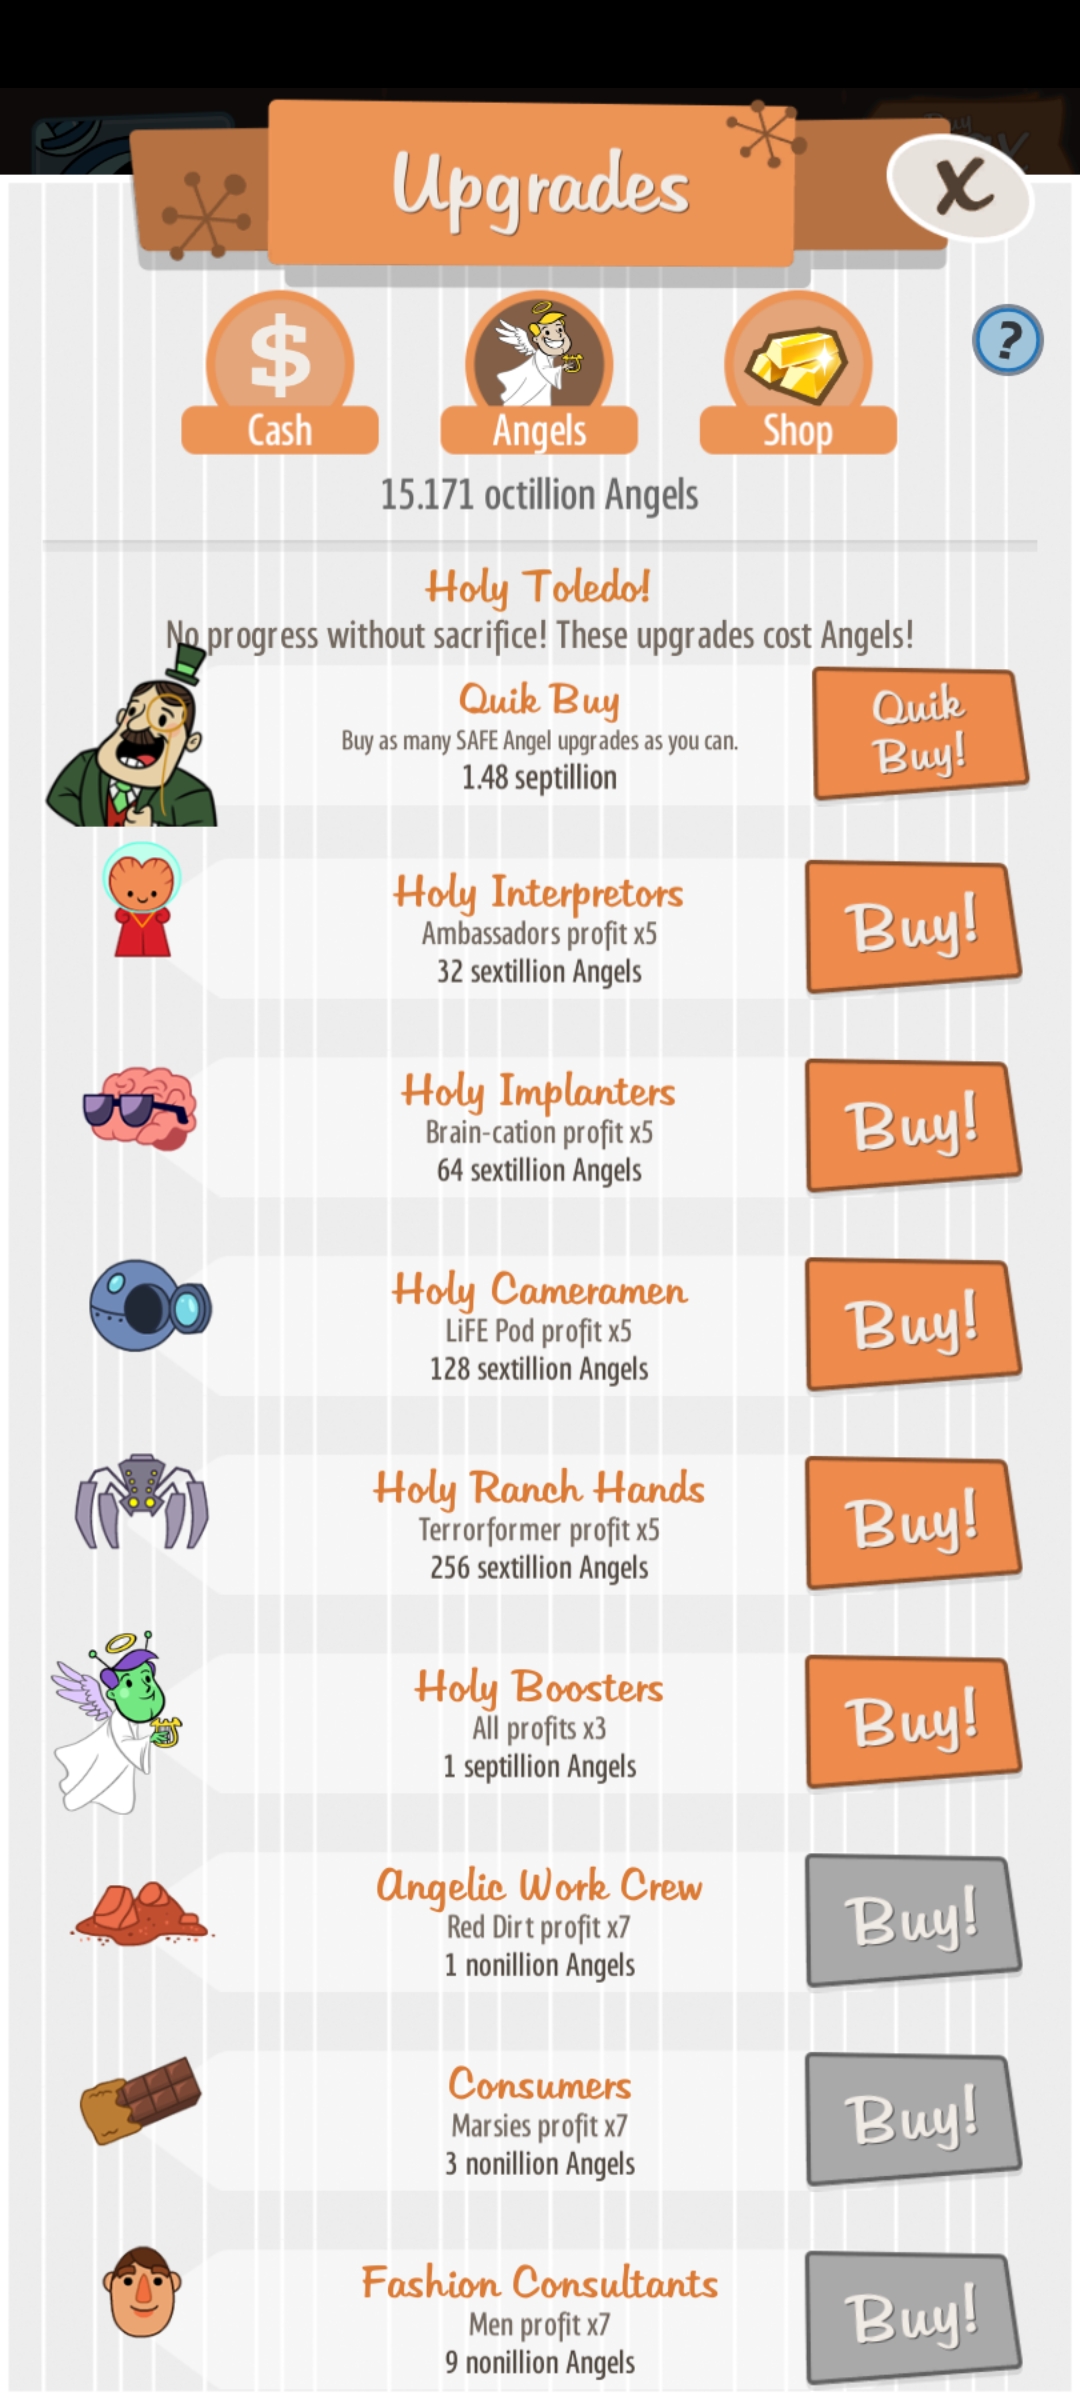 Upgrades
X
$
?
Cash
Angels
Shop
15.171 octillion Angels
Holy Toledo!
No progress without sacrifice! These upgrades cost Angels!
Quik Buy
Buy as many SAFE Angel upgrades as you can.
1.48 septillion
Quik
Buy!
Holy Interpretors
Ambassadors profit x5
32 sextillion Angels
Buy!
Holy Implanters
Brain-cation profit x5
64 sextillion Angels
Buy!
Holy Cameramen
LiFE Pod profit x5
128 sextillion Angels
Buy!
Holy Ranch Hands
Terrorformer profit x5
256 sextillion Angels
Buy!
Holy Boosters
All profits x3
1 septillion Angels
Buy!
Angelic Work Crew
Red Dirt profit x7
1 nonillion Angels
Buy!
Consumers
Marsies profit x7
3 nonillion Angels
Buy!
Fashion Consultants
Men profit x7
9 nonillion Angels
Buy!